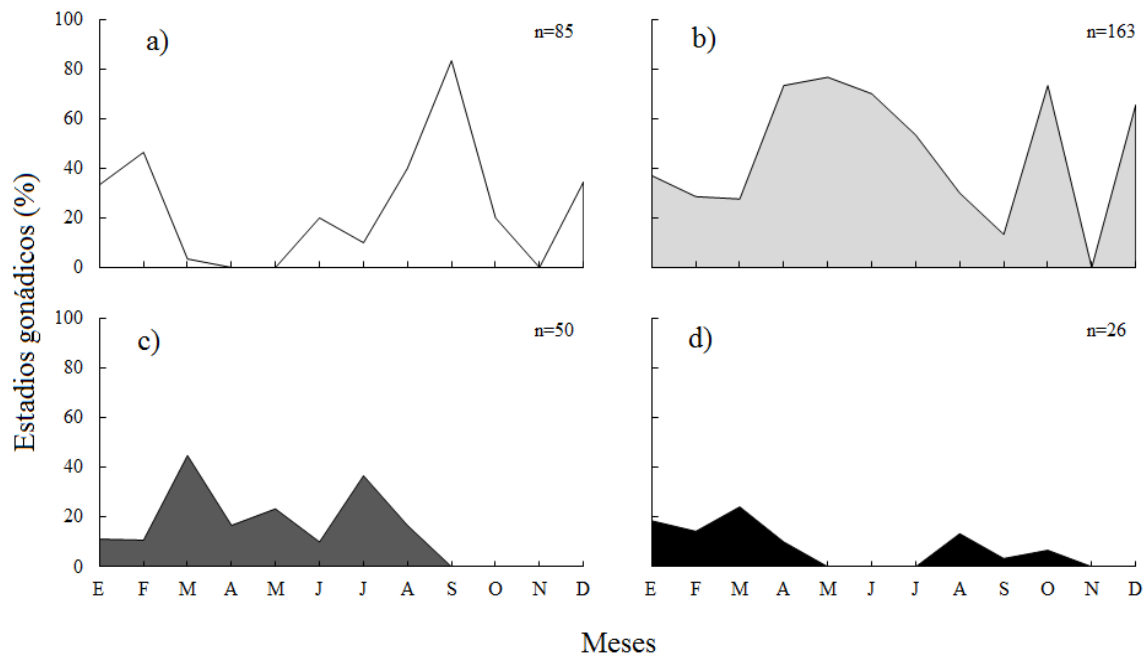 a)
n=85
100
80
60
40
20
0
b)
n=163
Estadios gonádicos (%)
c)
n=50
100
80
60
40
20
0
E F M A M J J A S O N D
d)
n=26
E F M A M J J A S O N D
Meses